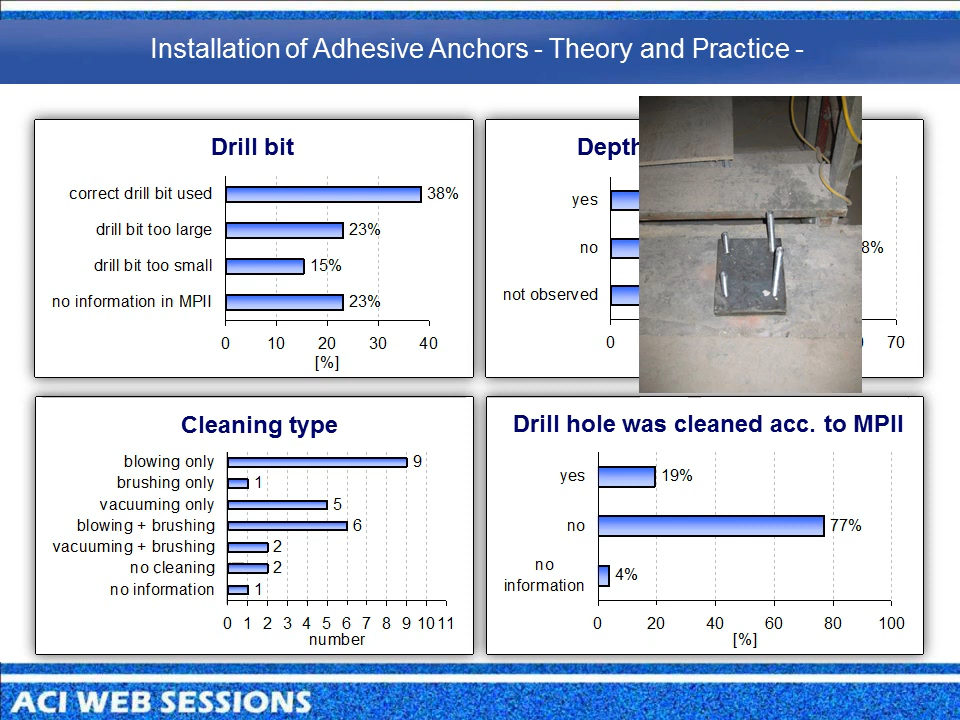 Installation of Adhesive Anchors - Theory and Practice -
Drill bit
correct drill bit used 38%
drill bit too large 23%
drill bit too small 15%
no information in MPII 23%
0 10 20 30 40
[%]
Depth
yes
no 8%
not observed
0 70
Cleaning type
blowing only 9
brushing only 1
vacuuming only 5
blowing + brushing 6
vacuuming + brushing 2
no cleaning 2
no information 1
0 1 2 3 4 5 6 7 8 9 10 11
number
Drill hole was cleaned acc. to MPII
yes 19%
no 77%
no
information 4%
0 20 40 60 80 100
[%]
ACI WEB SESSIONS